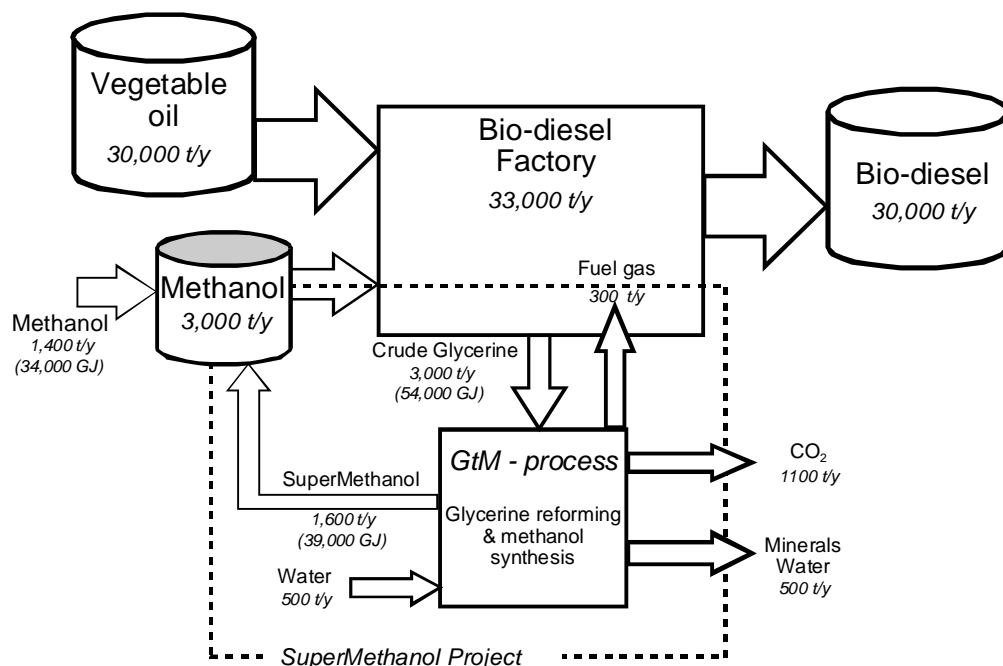 Vegetable
oil
30,000 t/y
Bio-diesel
Factory
33,000 t/y
Bio-diesel
30,000 t/y
Fuel gas
300 t/y
Methanol
3,000 t/y
Methanol
1,400 t/y
(34,000 GJ)
Crude Glycerine
3,000 t/y
(54,000 GJ)
GtM - process
Glycerine reforming
& methanol
synthesis
CO₂
1100 t/y
SuperMethanol
1,600 t/y
(39,000 GJ)
Minerals
Water
500 t/y
Water
500 t/y
SuperMethanol Project